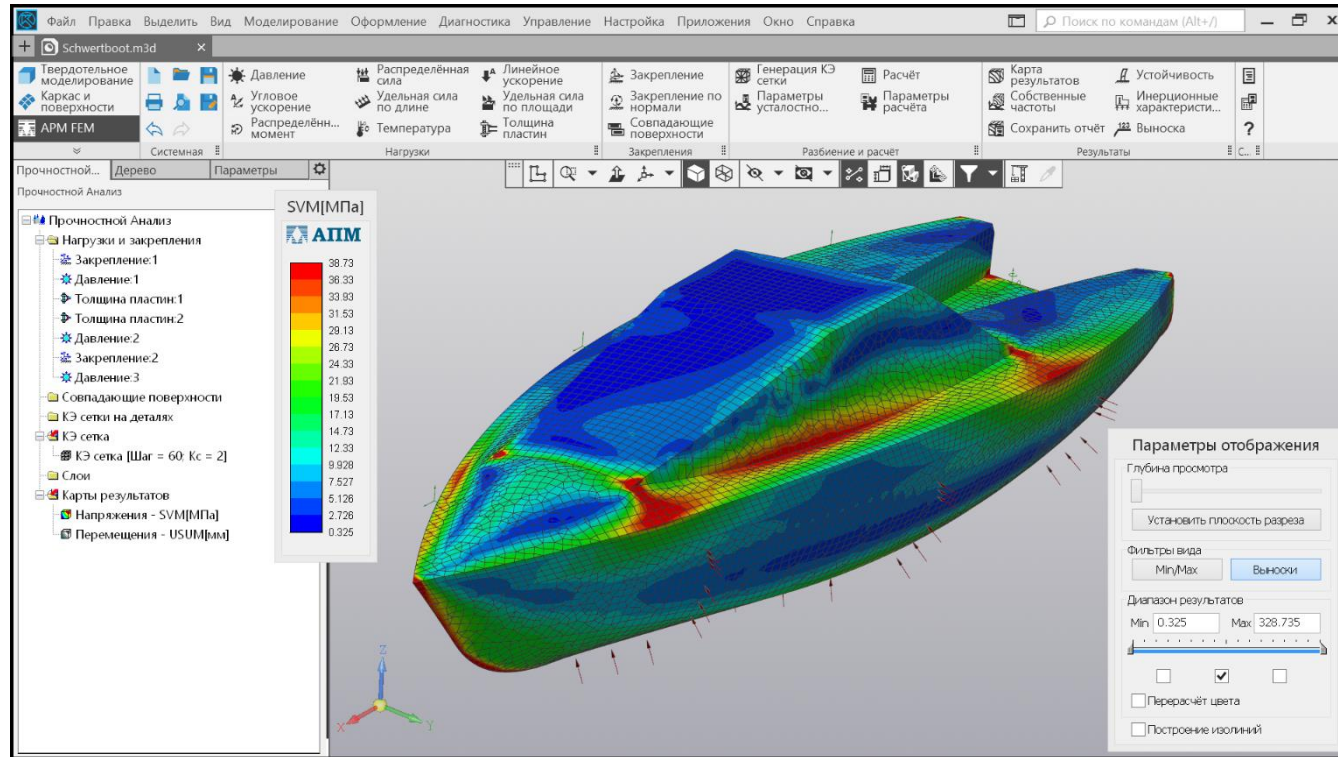 Файл Правка Выделить Вид Моделирование Оформление Диагностика Управление Настройка Приложения Окно Справка
Поиск по командам (Alt+/)
Schwertboot.m3d
Твердотельное моделирование
Каркас и поверхности
APM FEM
Системная
Давление
Угловое ускорение
Распределённ... момент
Распределённая сила
Удельная сила по длине
Температура
Линейное ускорение
Удельная сила по площади
Толщина пластин
Нагрузки
Закрепление
Закрепление по нормали
Совпадающие поверхности
Закрепления
Генерация КЭ сетки
Параметры усталостно...
Расчёт
Параметры расчёта
Разбиение и расчёт
Карта результатов
Собственные частоты
Сохранить отчёт
Устойчивость
Инерционные характеристи...
Выноска
Результаты
С...
Прочностной... Дерево Параметры
Прочностной Анализ
Прочностной Анализ
Нагрузки и закрепления
Закрепление:1
Давление:1
Толщина пластин:1
Толщина пластин:2
Давление:2
Закрепление:2
Давление:3
Совпадающие поверхности
КЭ сетки на деталях
КЭ сетка
КЭ сетка [Шаг = 60; Кс = 2]
Слои
Карты результатов
Напряжения - SVM[МПа]
Перемещения - USUM[мм]
SVM[МПа]
АПМ
38.73
36.33
33.93
31.53
29.13
26.73
24.33
21.93
19.53
17.13
14.73
12.33
9.928
7.527
5.126
2.726
0.325
Z
X
Y
Параметры отображения
Глубина просмотра
Установить плоскость разреза
Фильтры вида
Min/Max Выноски
Диапазон результатов
Min 0.325 Max 328.735
Перерасчёт цвета
Построение изолиний